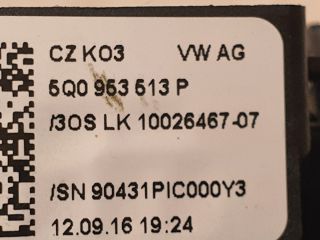 CZ KO3 VW AG
5Q0 953 513 P
/3OS LK 10026467-07
/SN 90431PIC000Y3
12.09.16 19:24